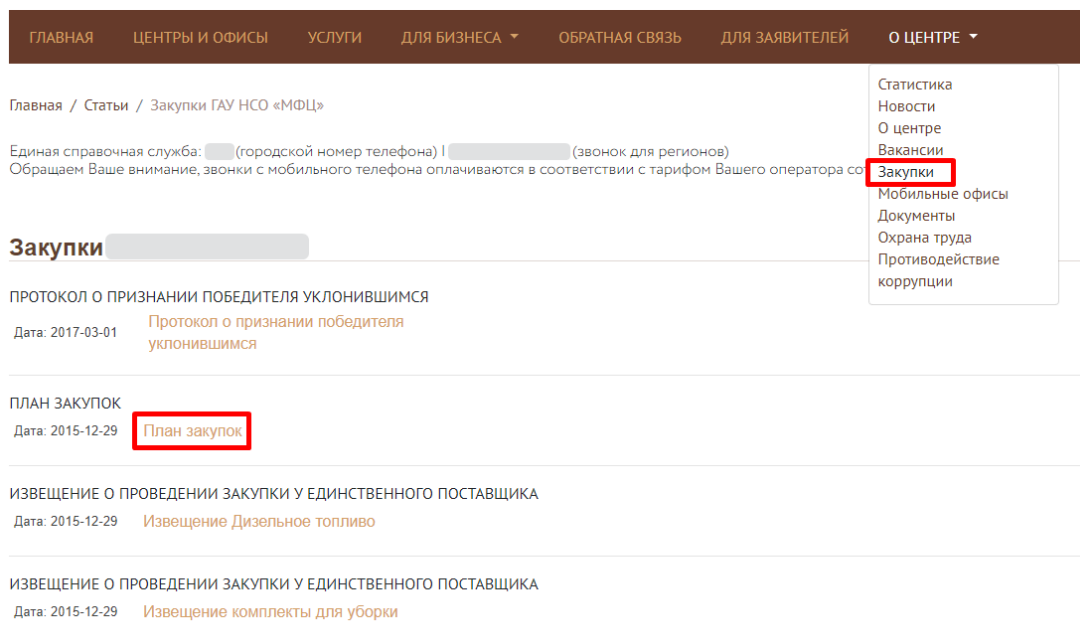 ГЛАВНАЯ ЦЕНТРЫ И ОФИСЫ УСЛУГИ ДЛЯ БИЗНЕСА ОБРАТНАЯ СВЯЗЬ ДЛЯ ЗАЯВИТЕЛЕЙ О ЦЕНТРЕ
Статистика
Новости
О центре
Вакансии
Закупки
Мобильные офисы
Документы
Охрана труда
Противодействие
коррупции
Главная / Статьи / Закупки ГАУ НСО «МФЦ»
Единая справочная служба: (городской номер телефона) | (звонок для регионов)
Обращаем Ваше внимание, звонки с мобильного телефона оплачиваются в соответствии с тарифом Вашего оператора
Закупки
ПРОТОКОЛ О ПРИЗНАНИИ ПОБЕДИТЕЛЯ УКЛОНИВШИМСЯ
Дата: 2017-03-01 Протокол о признании победителя
уклонившимся
ПЛАН ЗАКУПОК
Дата: 2015-12-29 План закупок
ИЗВЕЩЕНИЕ О ПРОВЕДЕНИИ ЗАКУПКИ У ЕДИНСТВЕННОГО ПОСТАВЩИКА
Дата: 2015-12-29 Извещение Дизельное топливо
ИЗВЕЩЕНИЕ О ПРОВЕДЕНИИ ЗАКУПКИ У ЕДИНСТВЕННОГО ПОСТАВЩИКА
Дата: 2015-12-29 Извещение комплекты для уборки